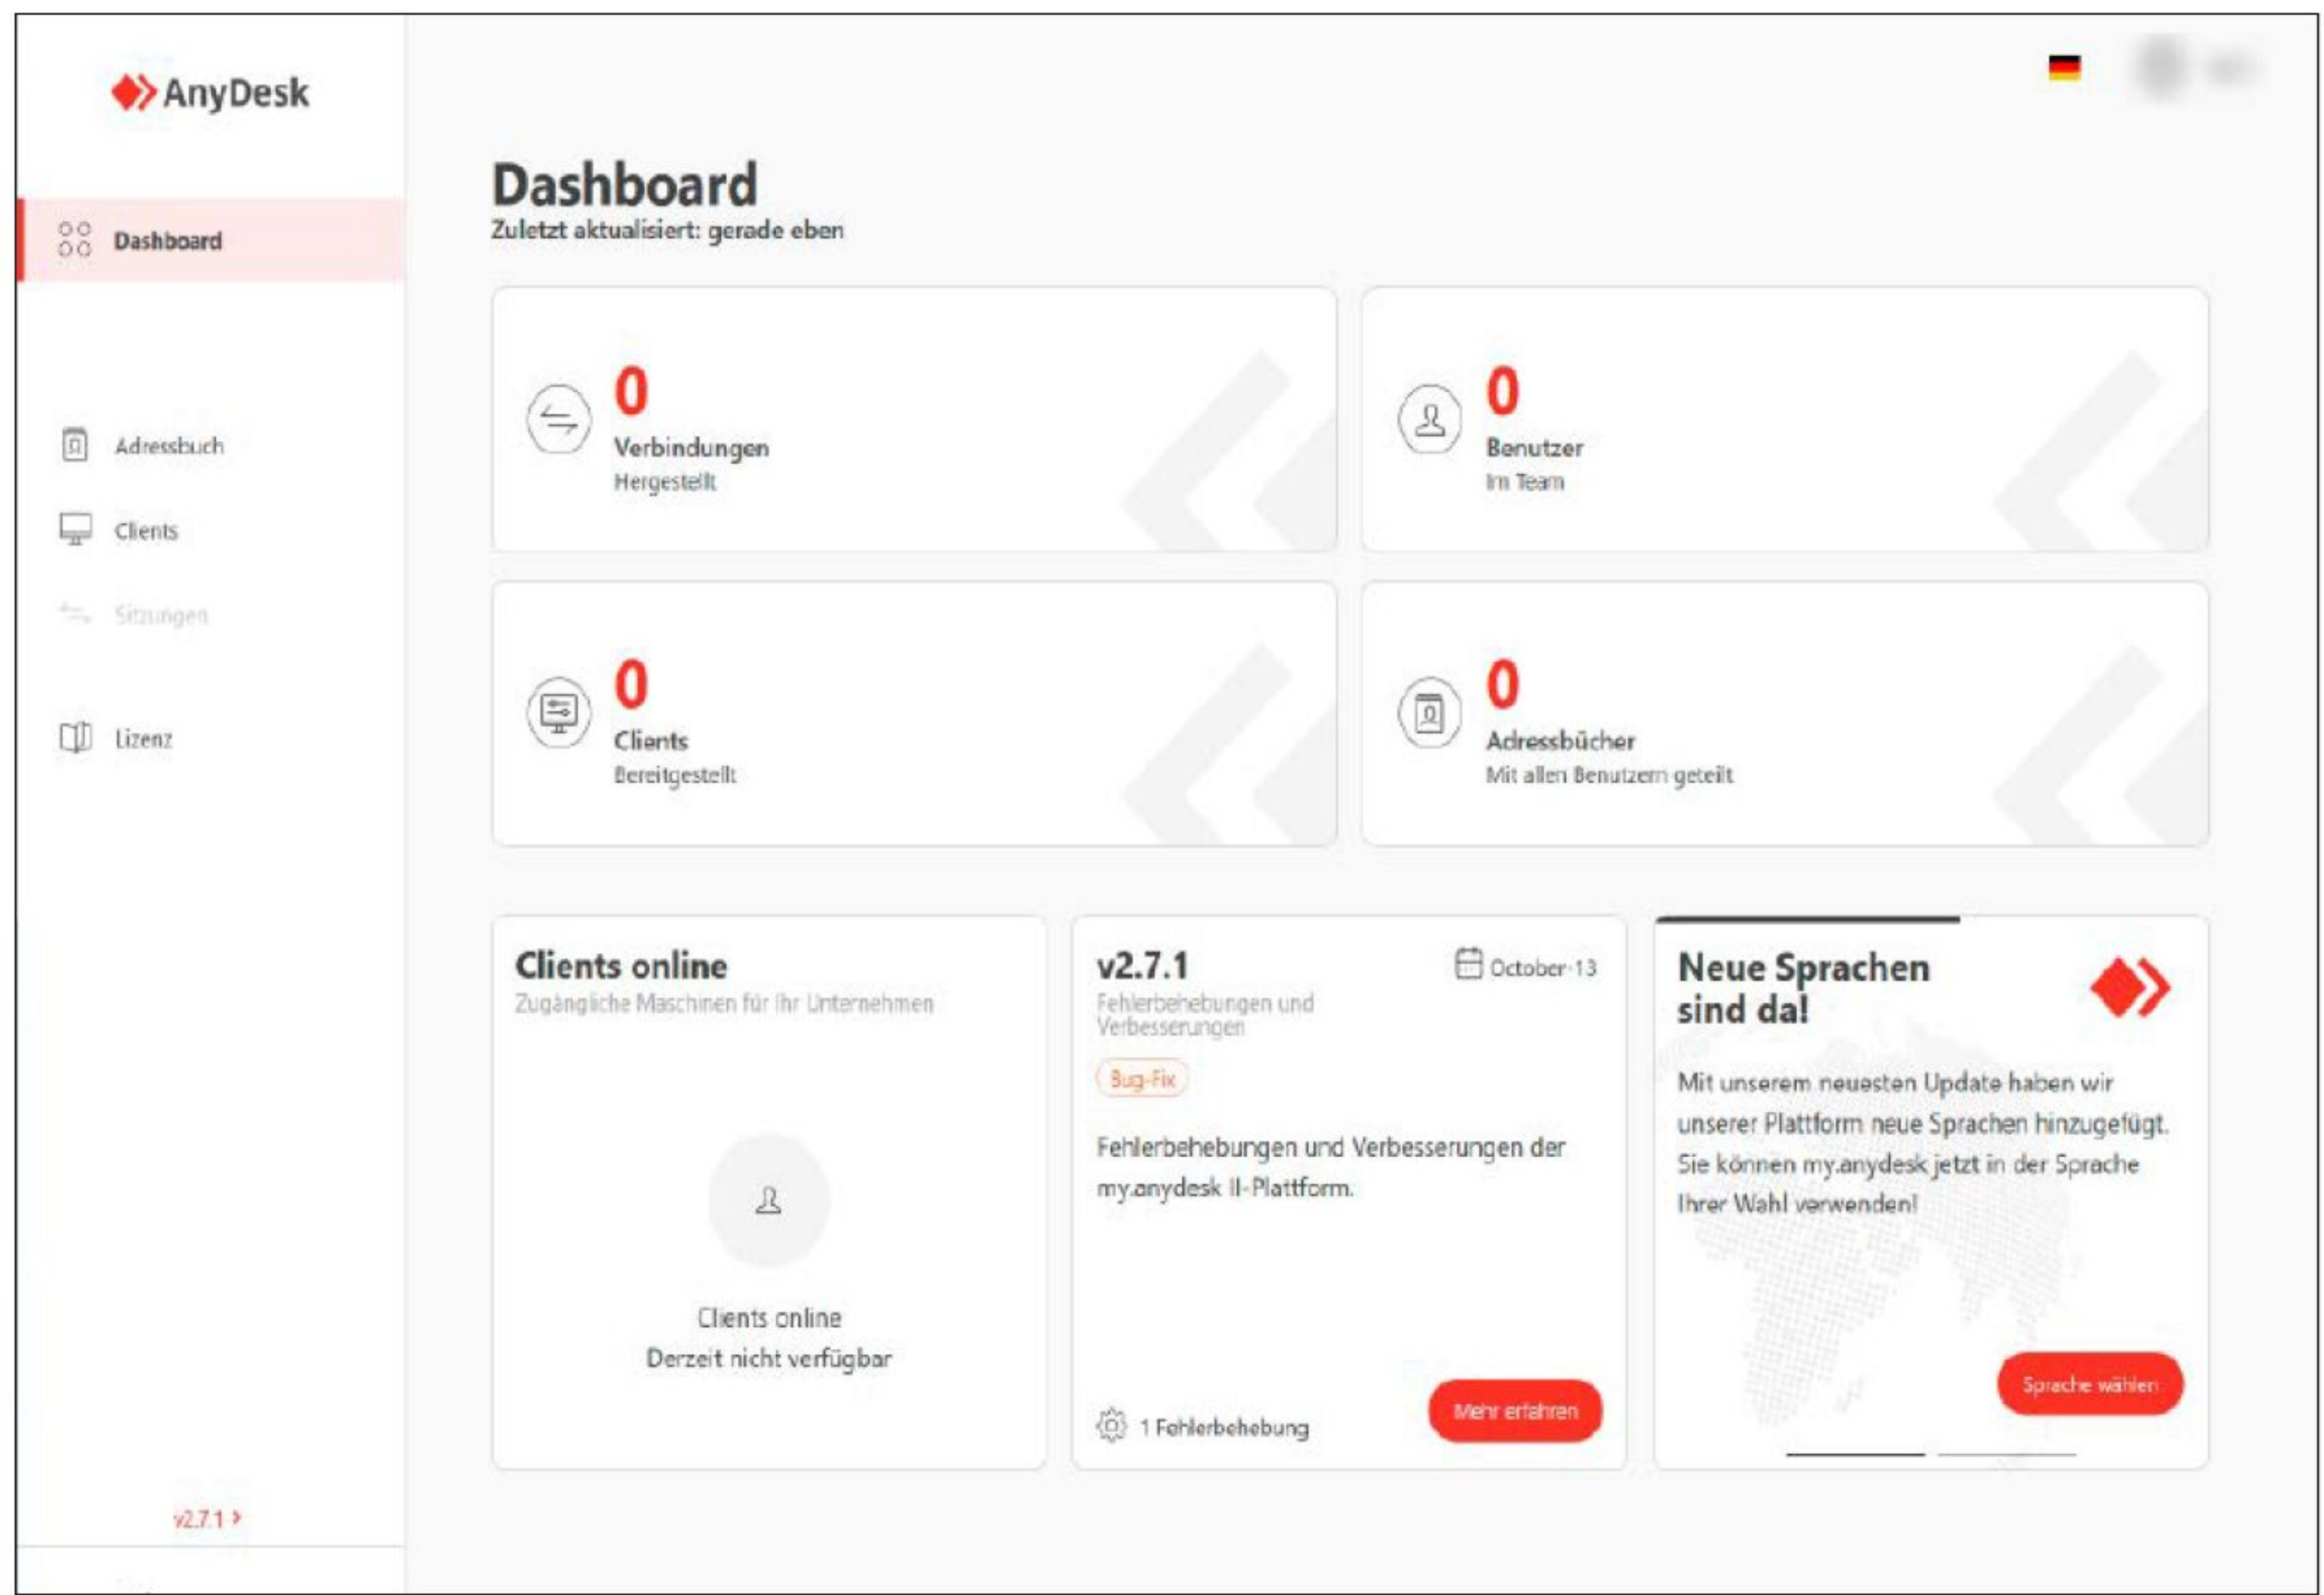 AnyDesk
Dashboard
Adressbuch
Clients
Sitzungen
Lizenz
v2.7.1 >
Dashboard
Zuletzt aktualisiert: gerade eben
0
Verbindungen
Hergestellt
0
Benutzer
Im Team
0
Clients
Bereitgestellt
0
Adressbücher
Mit allen Benutzern geteilt
Clients online
Zugängliche Maschinen für Ihr Unternehmen
Clients online
Derzeit nicht verfügbar
v2.7.1
October-13
Fehlerbehebungen und
Verbesserungen
Bug-Fix
Fehlerbehebungen und Verbesserungen der
my.anydesk II-Plattform.
1 Fehlerbehebung
Mehr erfahren
Neue Sprachen
sind da!
Mit unserem neuesten Update haben wir
unserer Plattform neue Sprachen hinzugefügt.
Sie können my.anydesk jetzt in der Sprache
Ihrer Wahl verwenden!
Sprache wählen